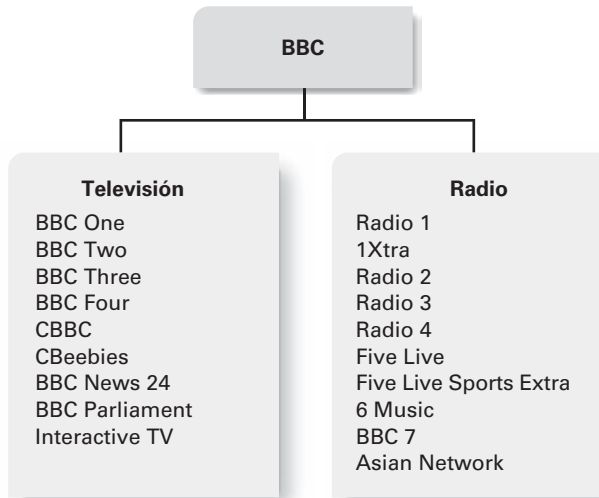 BBC
Televisión
BBC One
BBC Two
BBC Three
BBC Four
CBBC
CBeebies
BBC News 24
BBC Parliament
Interactive TV
Radio
Radio 1
1Xtra
Radio 2
Radio 3
Radio 4
Five Live
Five Live Sports Extra
6 Music
BBC 7
Asian Network